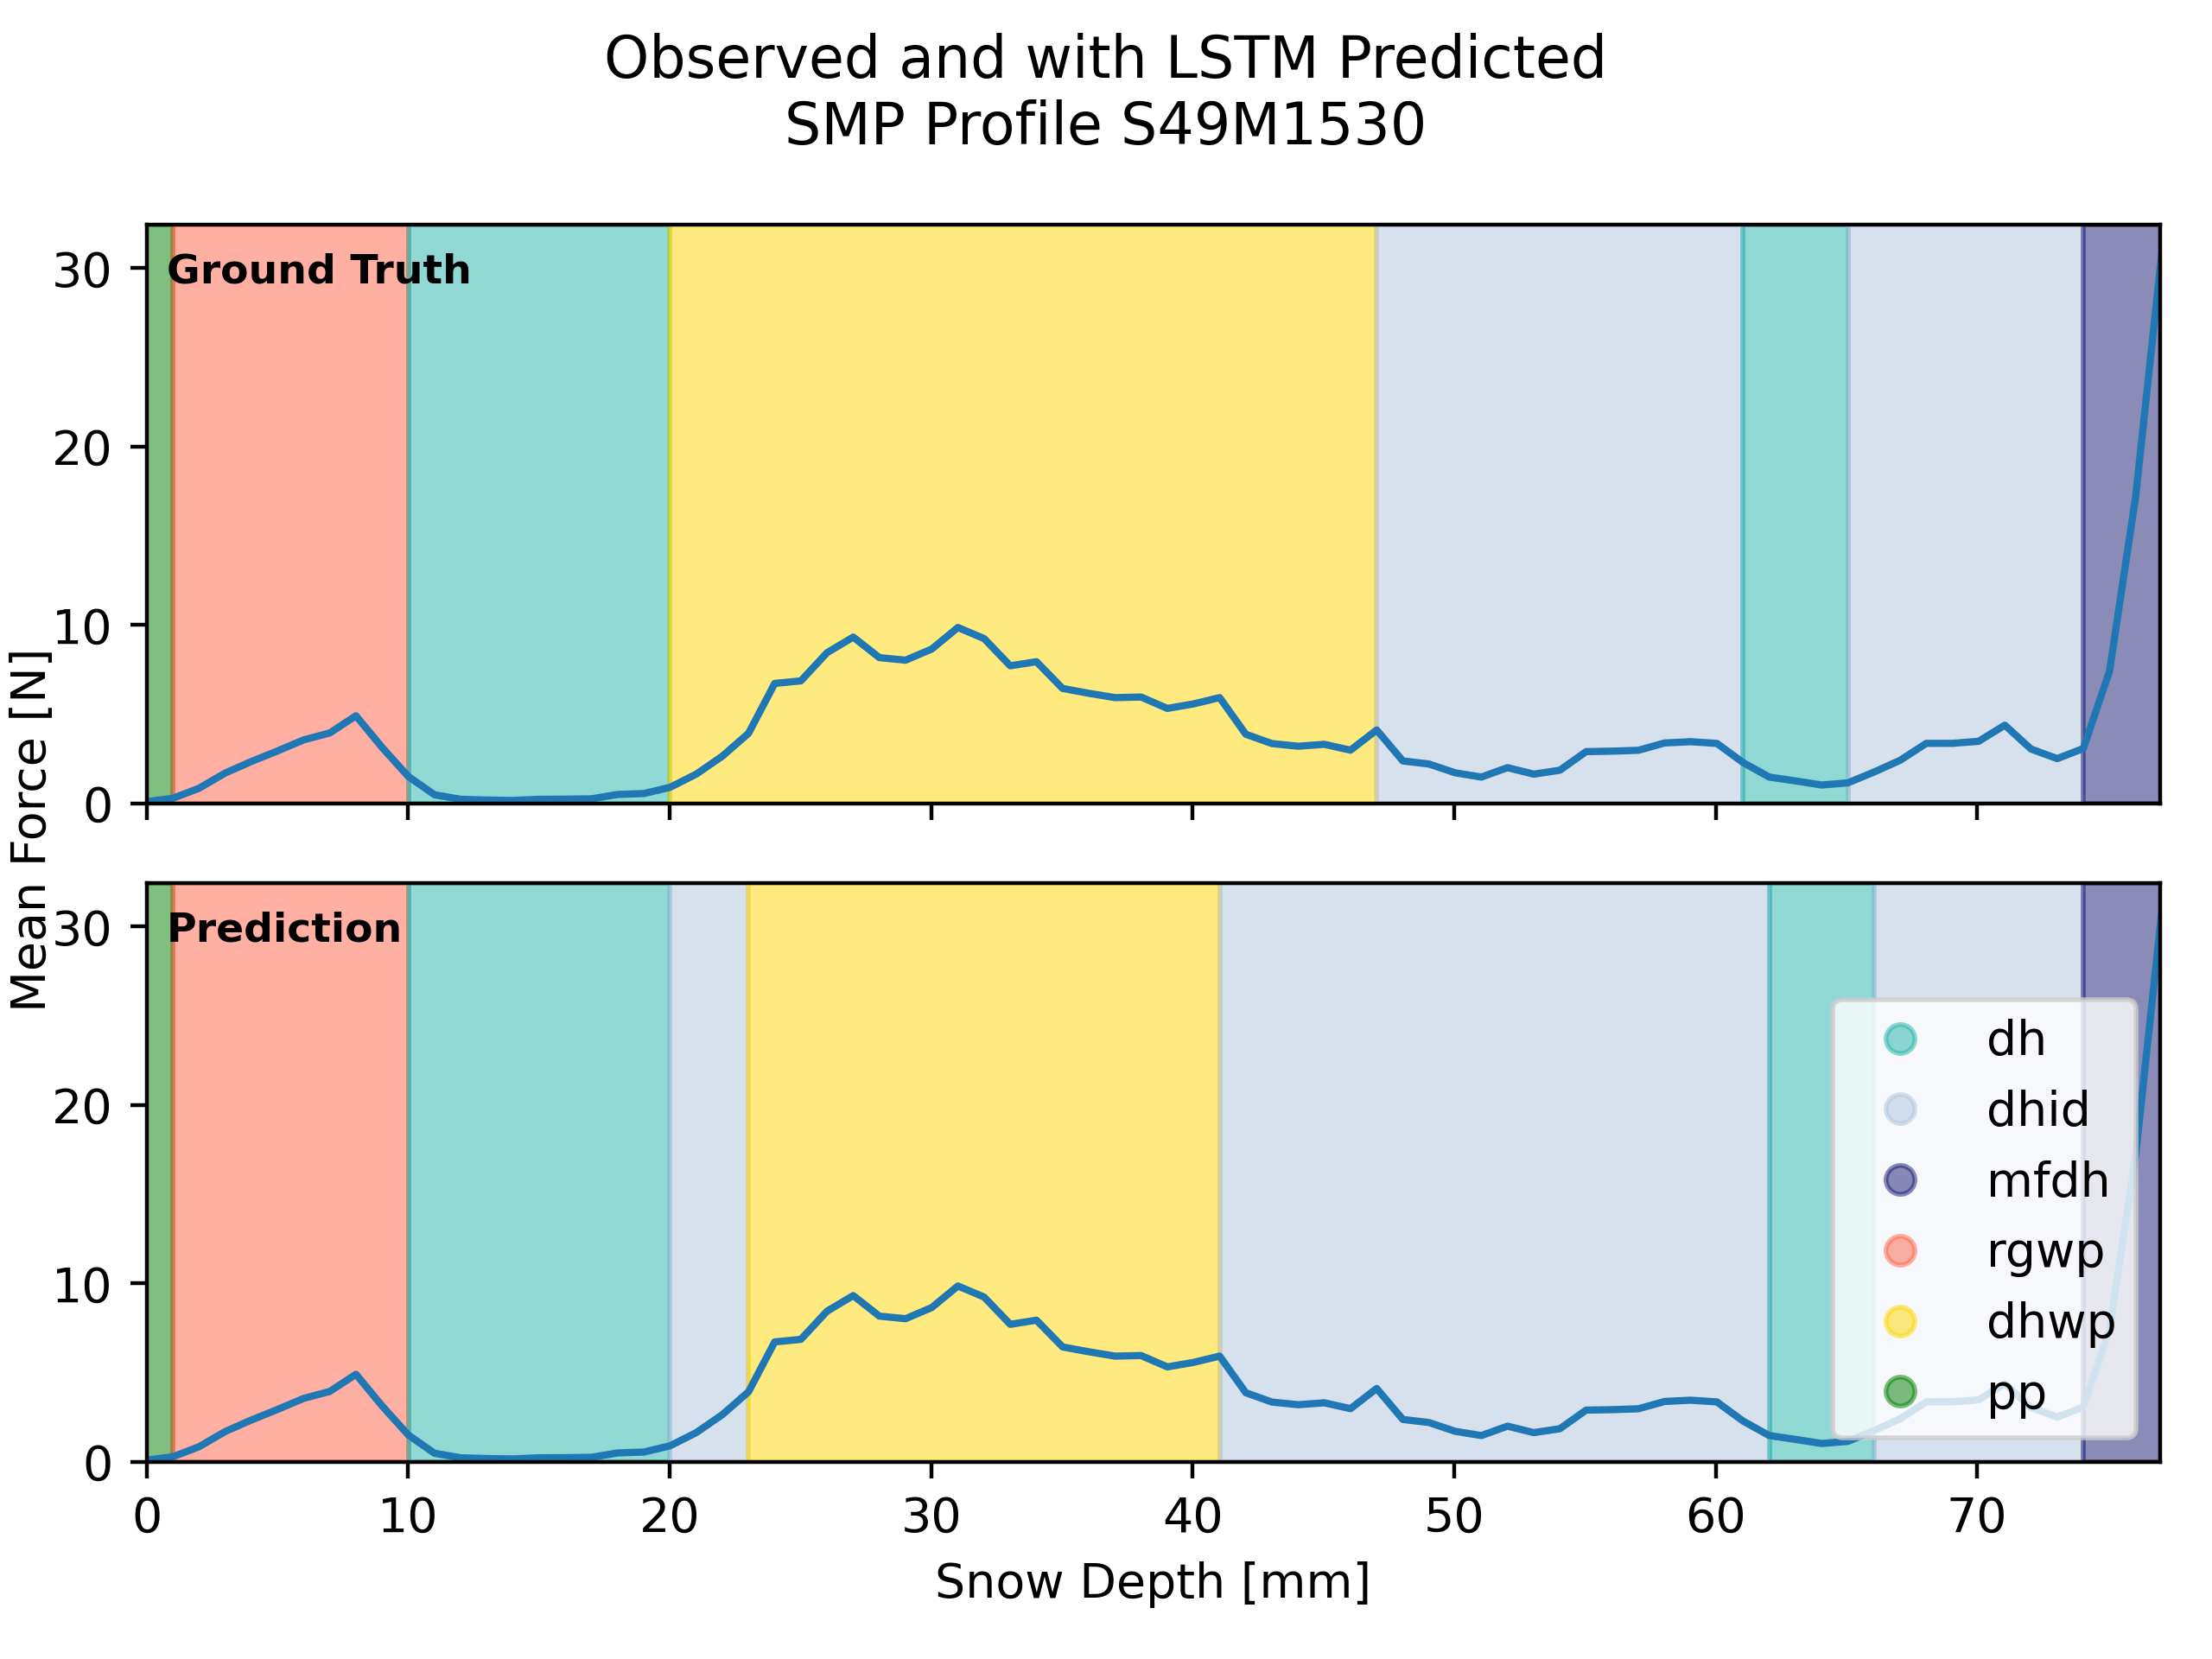 Observed and with LSTM Predicted
SMP Profile S49M1530
Ground Truth
30
20
10
0
Mean Force [N]
Prediction
30
20
10
0
dh
dhid
mfdh
rgwp
dhwp
pp
0 10 20 30 40 50 60 70
Snow Depth [mm]